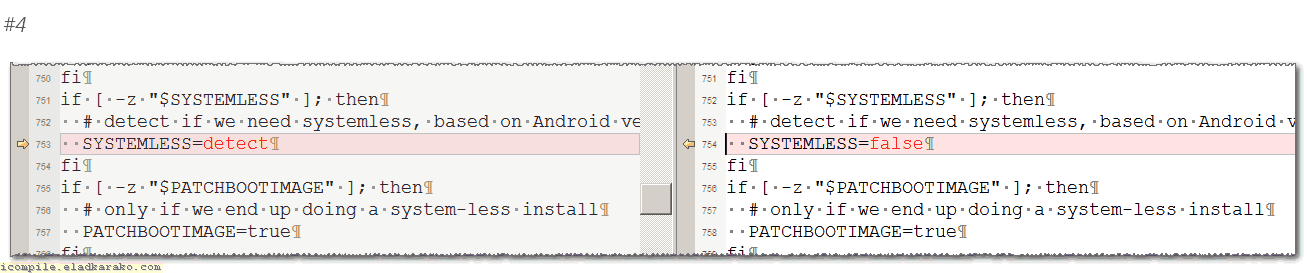 #4
750 fi¶
751 if·[·-z·"$SYSTEMLESS"·];·then¶
752 ··#·detect·if·we·need·systemless,·based·on·Android·ve
753 ··SYSTEMLESS=detect¶
754 fi¶
755 if·[·-z·"$PATCHBOOTIMAGE"·];·then¶
756 ··#·only·if·we·end·up·doing·a·system-less·install¶
757 ··PATCHBOOTIMAGE=true¶
758 fi¶
751 fi¶
752 if·[·-z·"$SYSTEMLESS"·];·then¶
753 ··#·detect·if·we·need·systemless,·based·on·Android·v
754 ··SYSTEMLESS=false¶
755 fi¶
756 if·[·-z·"$PATCHBOOTIMAGE"·];·then¶
757 ··#·only·if·we·end·up·doing·a·system-less·install¶
758 ··PATCHBOOTIMAGE=true¶
fi¶
icompile.eladkarako.com